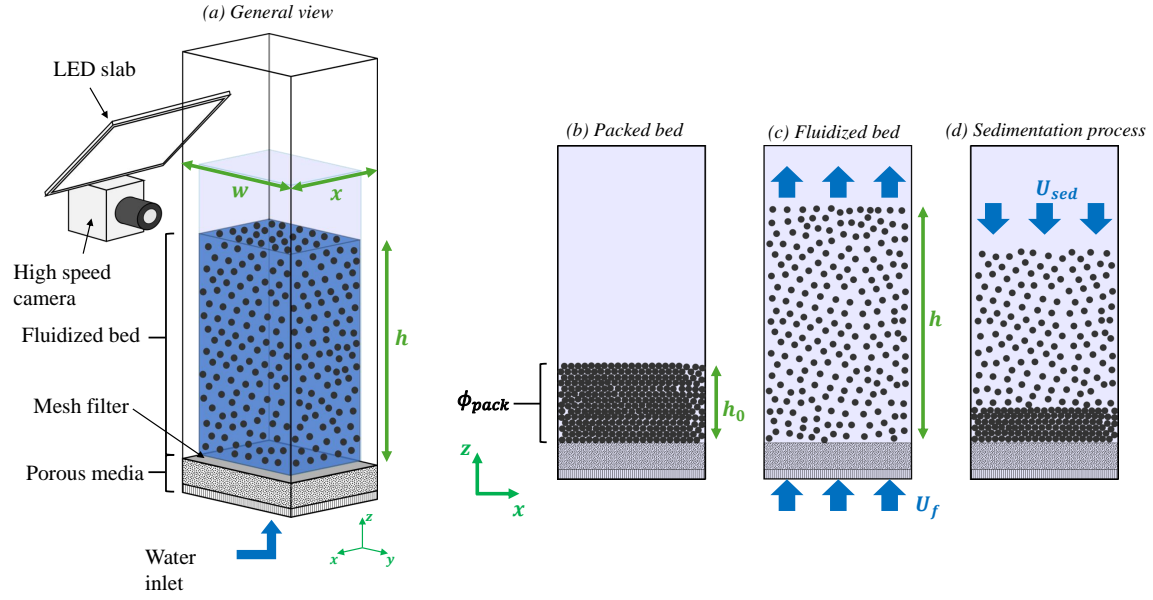 (a) General view
LED slab
w
x
High speed
camera
Fluidized bed
h
Mesh filter
Porous media
Water
inlet
z
x
y
(b) Packed bed
ϕpack
h0
z
x
(c) Fluidized bed
h
Uf
(d) Sedimentation process
Used